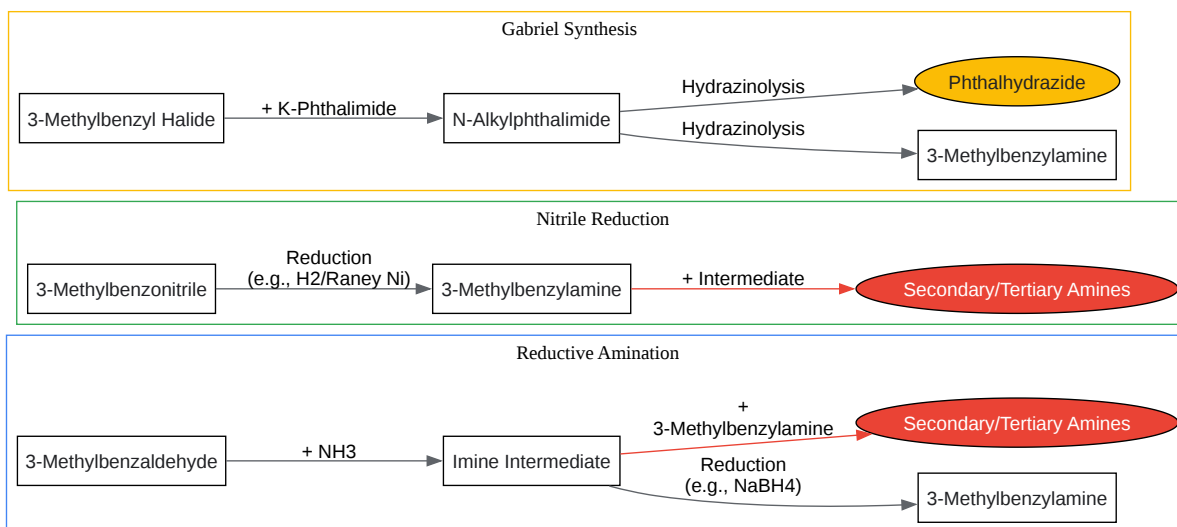 Gabriel Synthesis
3-Methylbenzyl Halide
+ K-Phthalimide
N-Alkylphthalimide
Hydrazinolysis
Phthalhydrazide
Hydrazinolysis
3-Methylbenzylamine
Nitrile Reduction
3-Methylbenzonitrile
Reduction
(e.g., H2/Raney Ni)
3-Methylbenzylamine
+ Intermediate
Secondary/Tertiary Amines
Reductive Amination
3-Methylbenzaldehyde
+ NH3
Imine Intermediate
+
3-Methylbenzylamine
Secondary/Tertiary Amines
Reduction
(e.g., NaBH4)
3-Methylbenzylamine